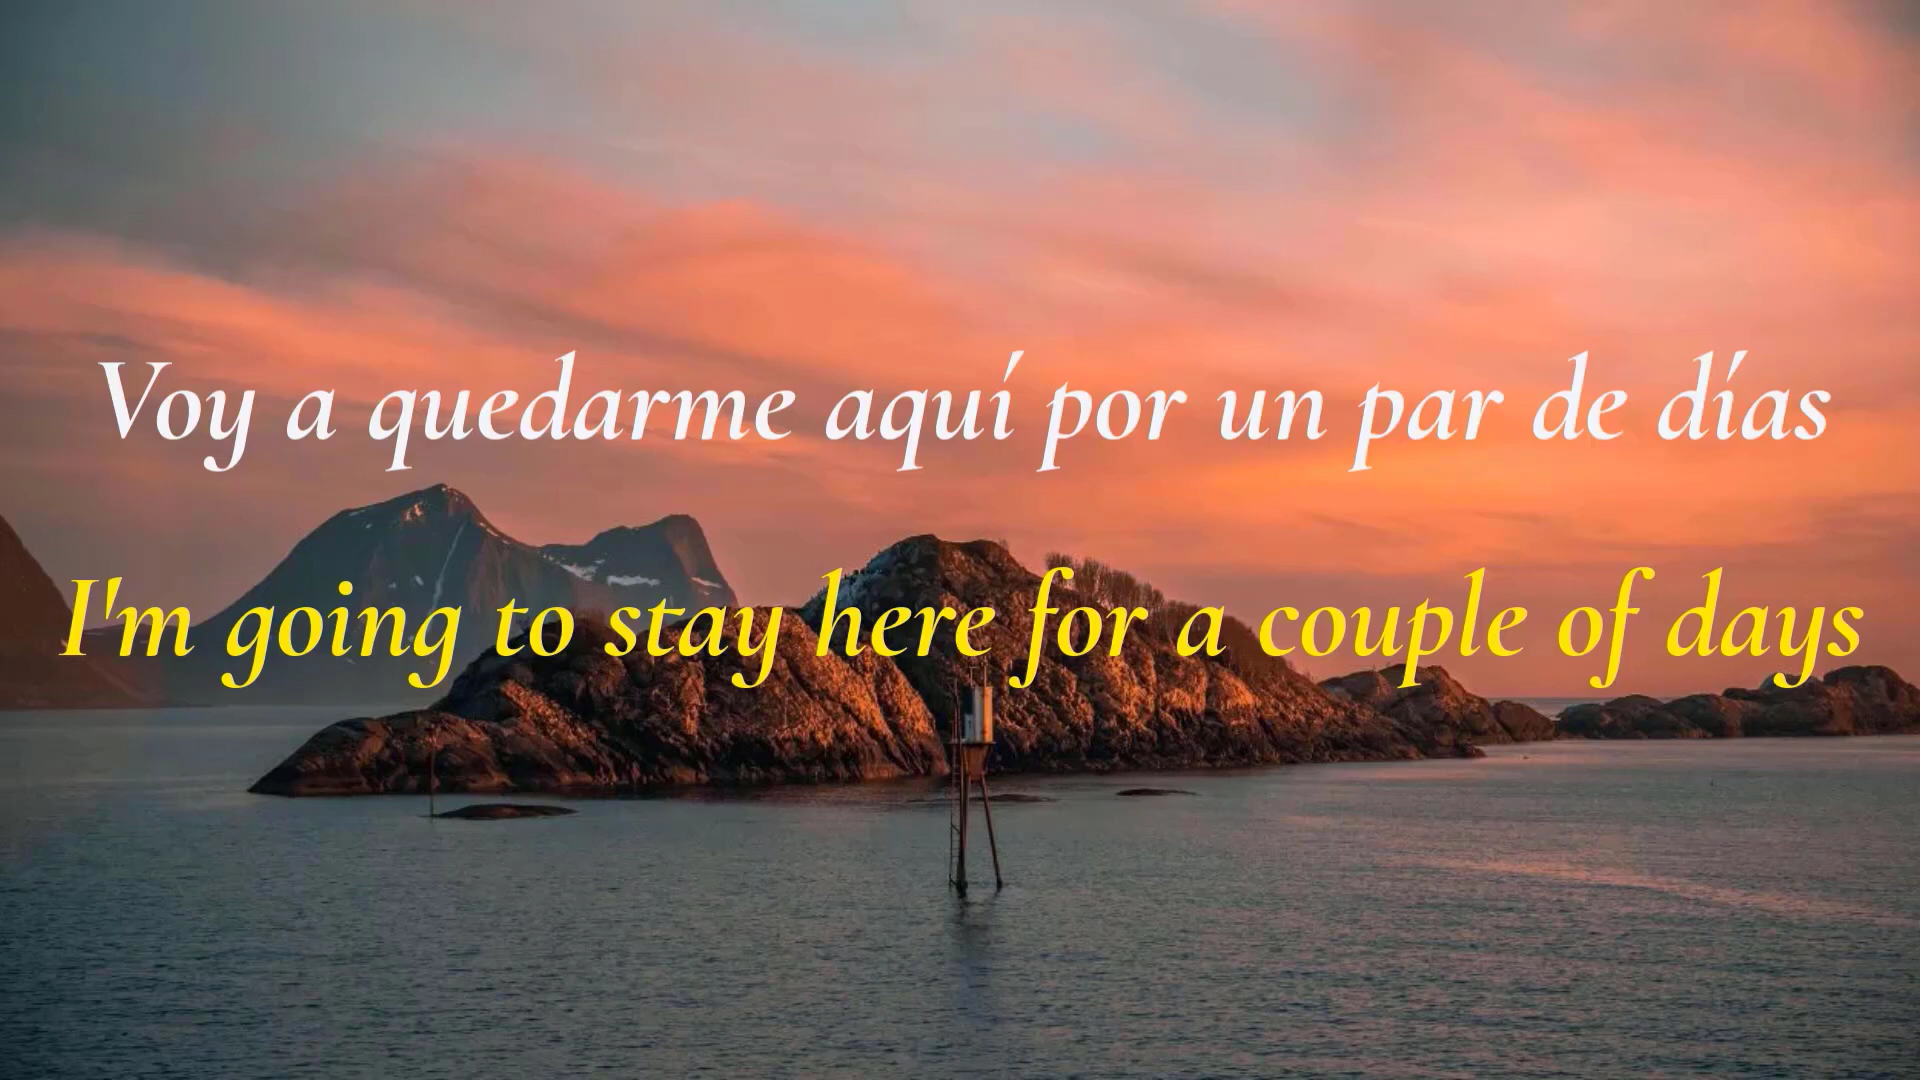 Voy a quedarme aquí por un par de días
I'm going to stay here for a couple of days